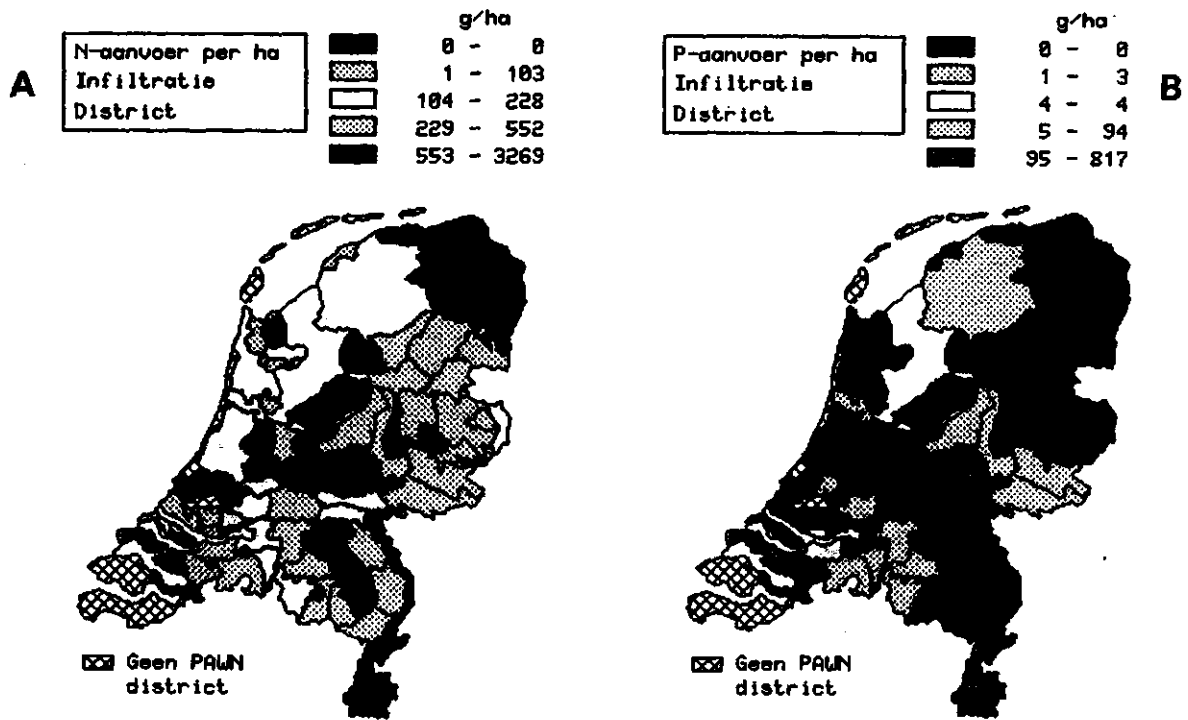 A
N-aanvoer per ha
Infiltratie
District
g/ha
0 - 0
1 - 103
104 - 228
229 - 552
553 - 3269
Geen PAWN
district
P-aanvoer per ha
Infiltratie
District
g/ha
0 - 0
1 - 3
4 - 4
5 - 94
95 - 817
B
Geen PAWN
district